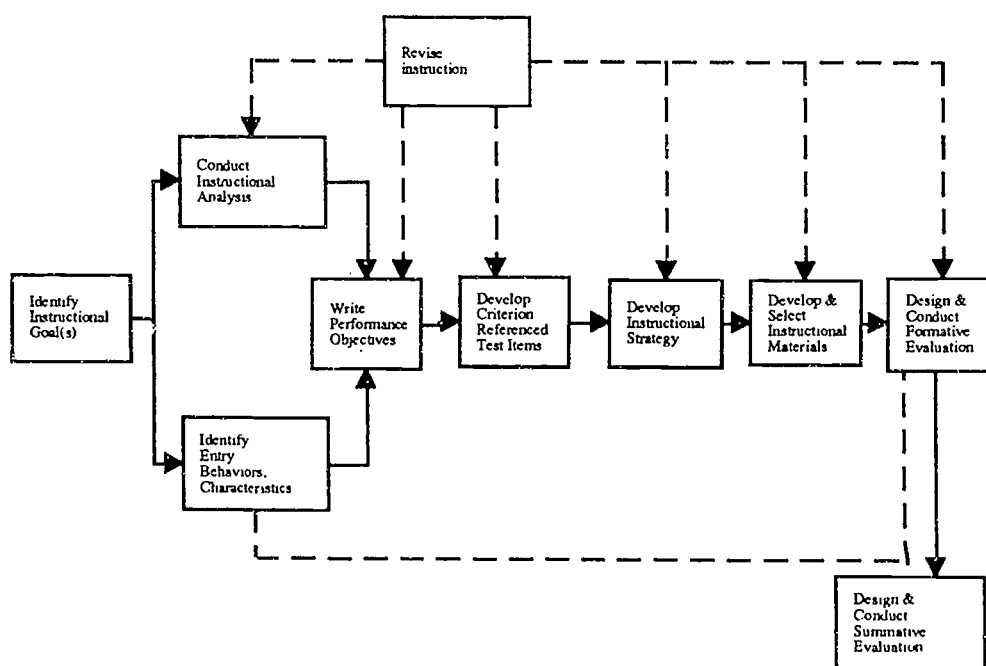 Revise
instruction
Conduct
Instructional
Analysis
Identify
Instructional
Goal(s)
Write
Performance
Objectives
Develop
Criterion
Referenced
Test Items
Develop
Instructional
Strategy
Develop &
Select
Instructional
Materials
Design &
Conduct
Formative
Evaluation
Identify
Entry
Behaviors,
Characteristics
Design &
Conduct
Summative
Evaluation